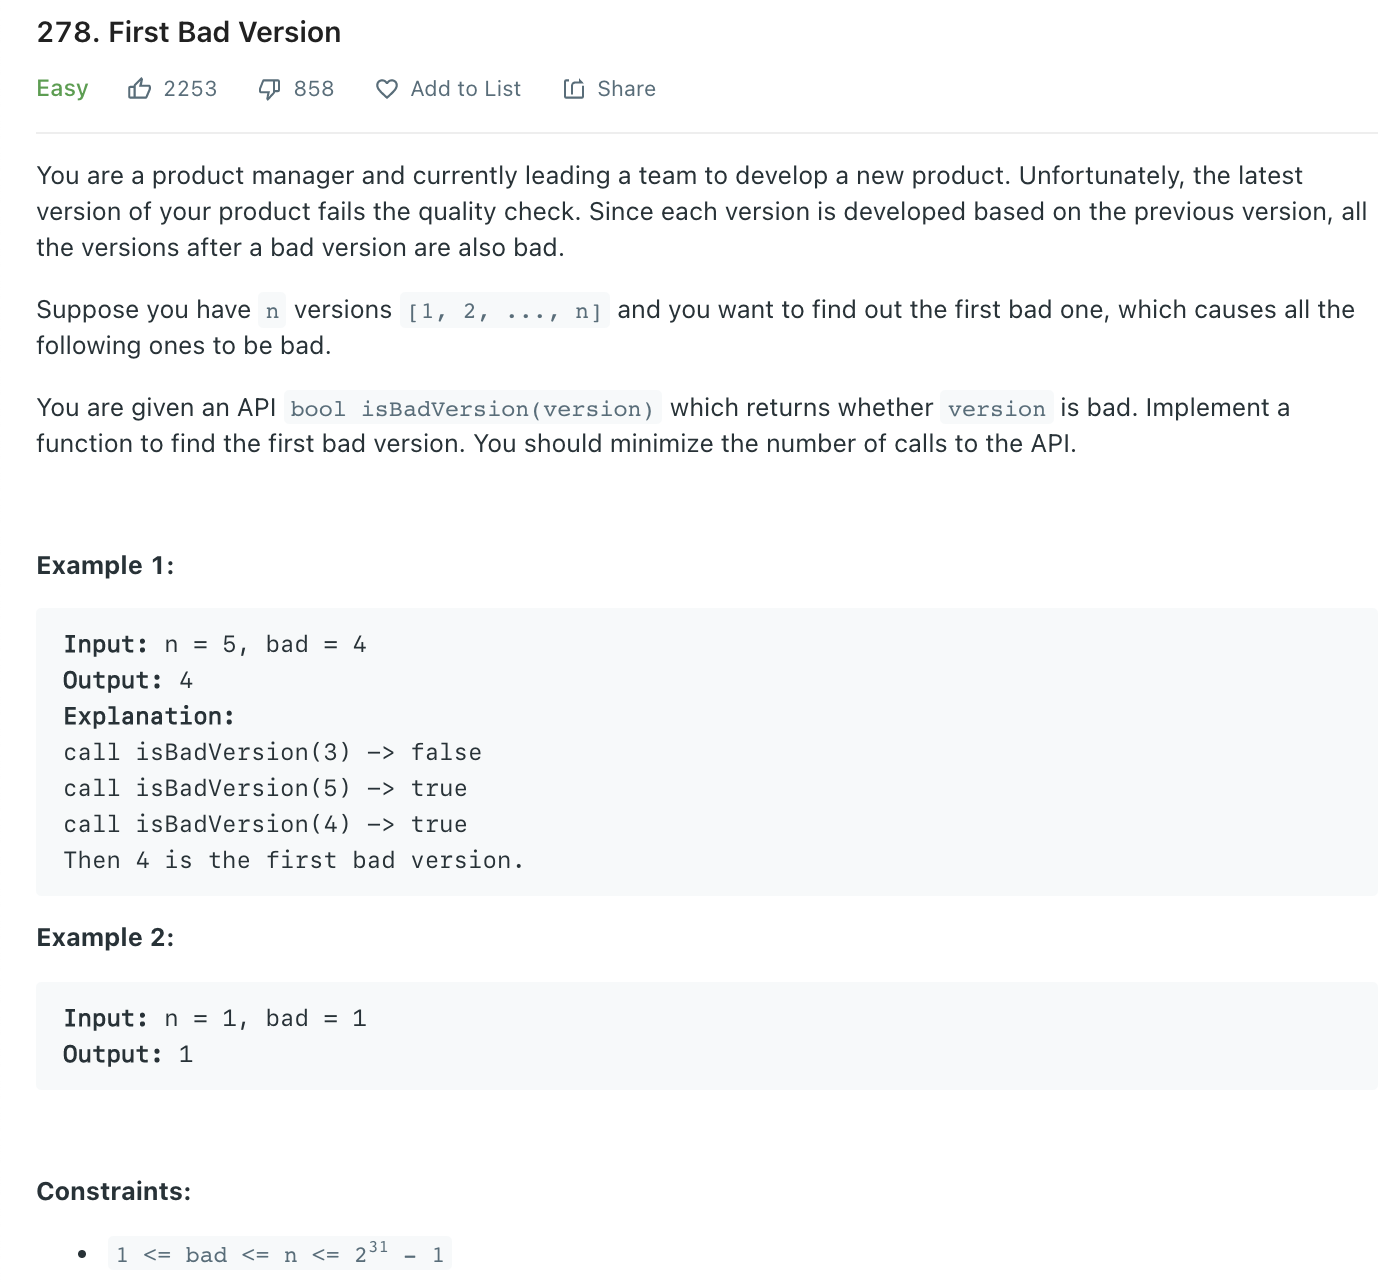 278. First Bad Version
Easy 2253 858 Add to List Share
You are a product manager and currently leading a team to develop a new product. Unfortunately, the latest
version of your product fails the quality check. Since each version is developed based on the previous version, all
the versions after a bad version are also bad.
Suppose you have n versions [1, 2, ..., n] and you want to find out the first bad one, which causes all the
following ones to be bad.
You are given an API bool isBadVersion(version) which returns whether version is bad. Implement a
function to find the first bad version. You should minimize the number of calls to the API.
Example 1:
Input: n = 5, bad = 4
Output: 4
Explanation:
call isBadVersion(3) -> false
call isBadVersion(5) -> true
call isBadVersion(4) -> true
Then 4 is the first bad version.
Example 2:
Input: n = 1, bad = 1
Output: 1
Constraints:
• 1 <= bad <= n <= 2³¹ - 1